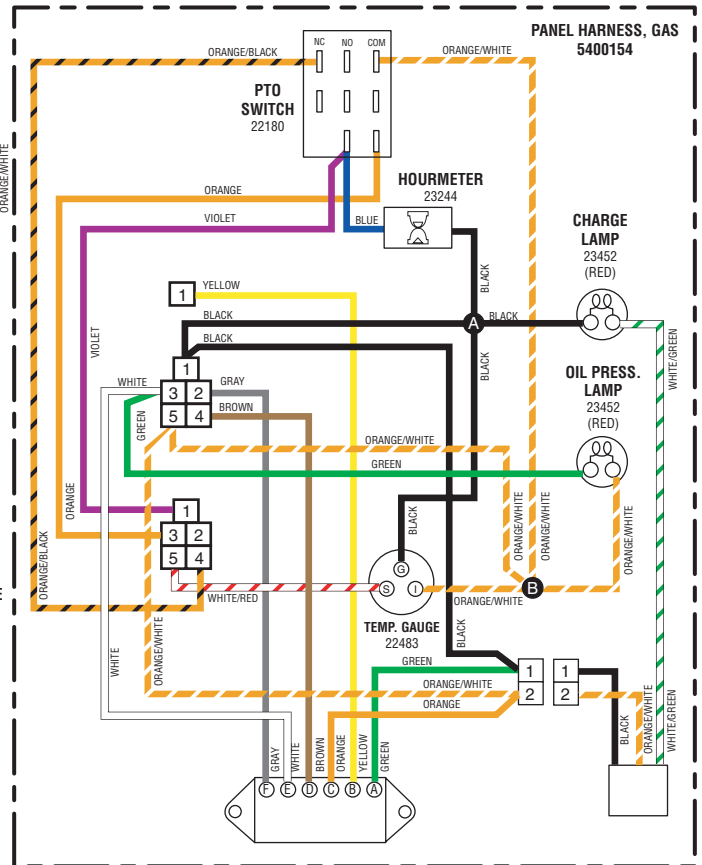 PANEL HARNESS, GAS
5400154
NC NO COM
ORANGE/BLACK
ORANGE/WHITE
PTO
SWITCH
22180
ORANGE/WHITE
ORANGE
HOURMETER
23244
VIOLET
BLUE
CHARGE
LAMP
23452
(RED)
BLACK
1
YELLOW
BLACK
A
BLACK
BLACK
VIOLET
BLACK
WHITE/GREEN
1
WHITE
3 2
GRAY
5 4
BROWN
GREEN
OIL PRESS.
LAMP
23452
(RED)
ORANGE/WHITE
GREEN
ORANGE
1
3 2
5 4
BLACK
ORANGE/WHITE
ORANGE/WHITE
ORANGE/WHITE
ORANGE/BLACK
G
S I
B
WHITE/RED
ORANGE/WHITE
TEMP. GAUGE
22483
BLACK
WHITE
ORANGE/WHITE
GREEN
1
2
1
2
ORANGE/WHITE
ORANGE
BLACK
ORANGE/WHITE
WHITE/GREEN
GRAY
WHITE
BROWN
ORANGE
YELLOW
GREEN
F E D C B A